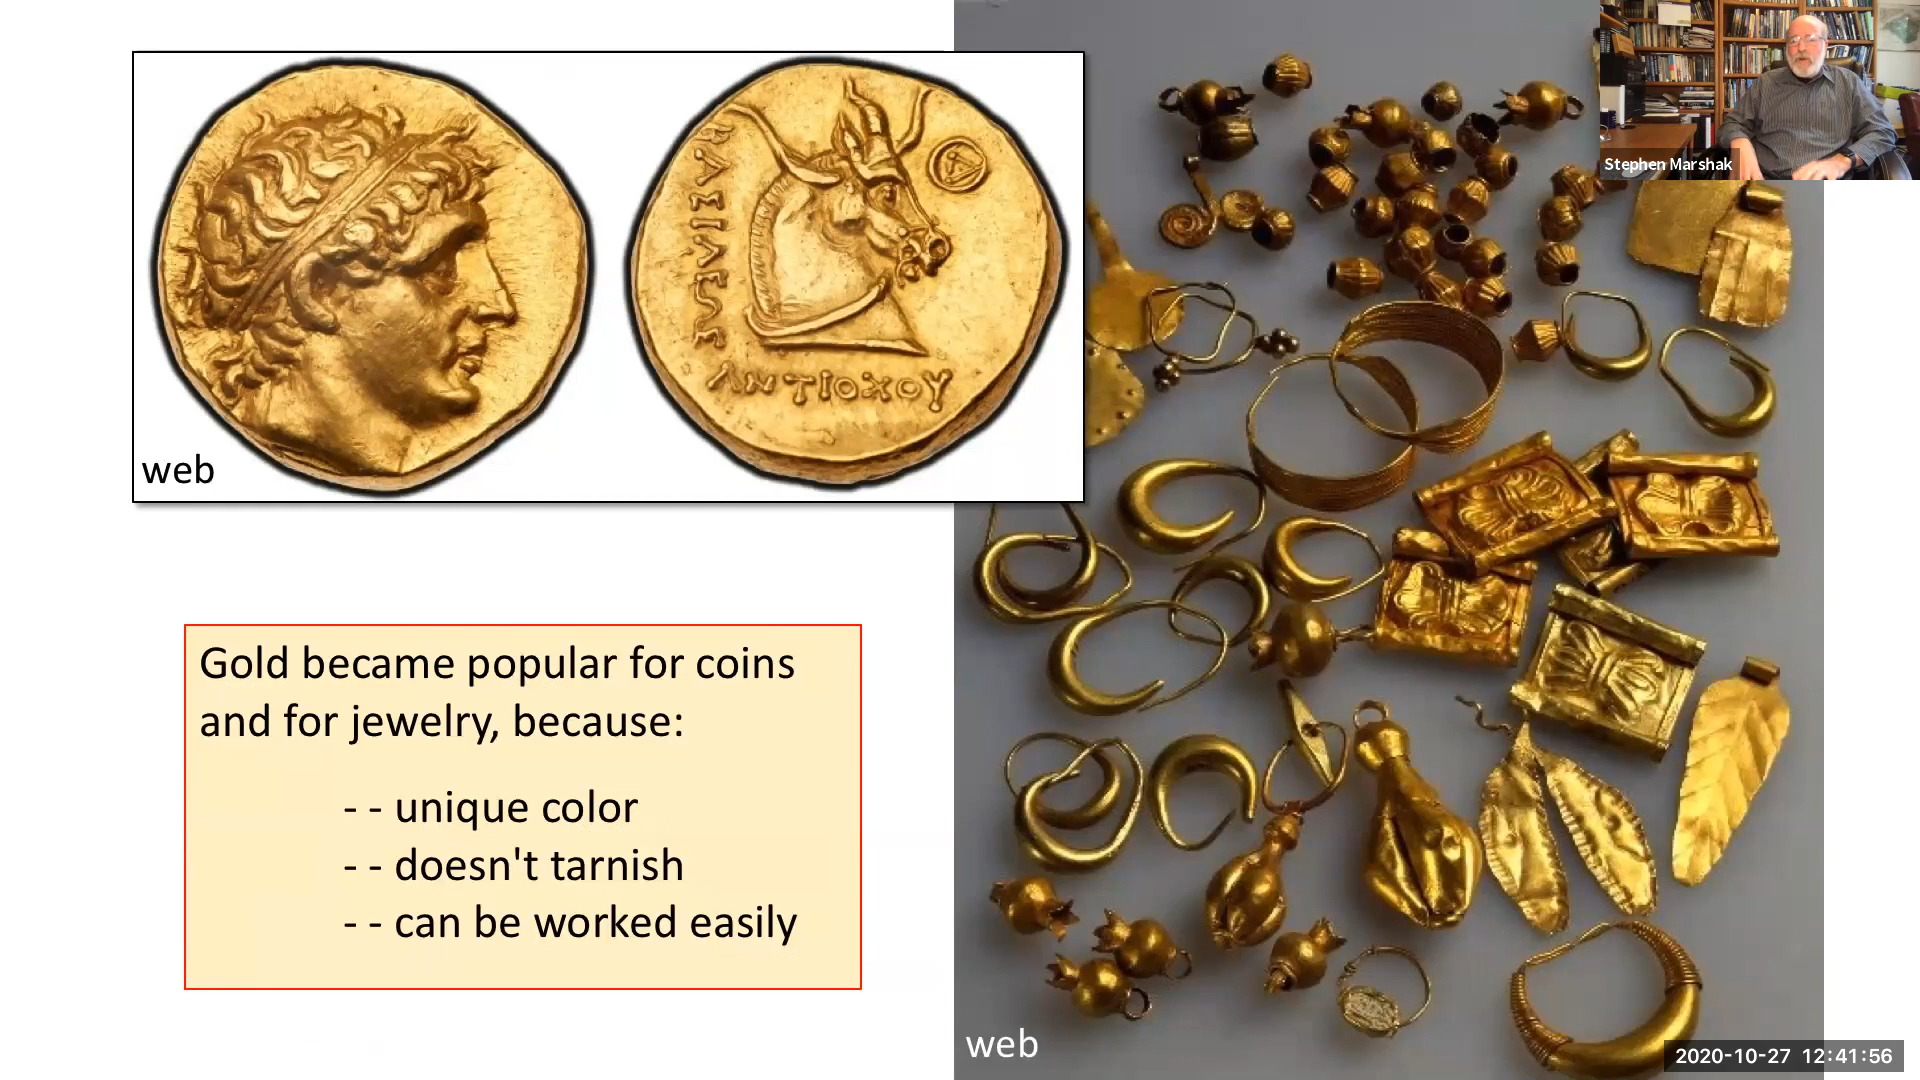 ΒΑΣΙΛΕΩΣ
ΑΝΤΙΟΧΟΥ
web
Gold became popular for coins
and for jewelry, because:
- - unique color
- - doesn't tarnish
- - can be worked easily
web
Stephen Marshak
2020-10-27 12:41:56